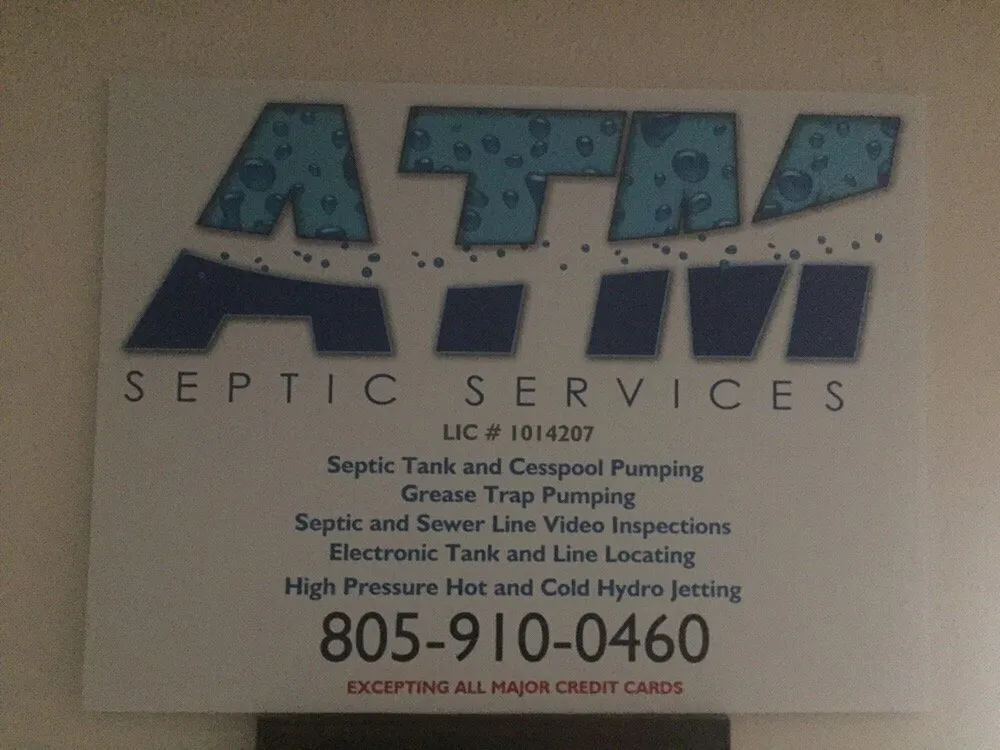 ATM
SEPTIC SERVICES
LIC # 1014207
Septic Tank and Cesspool Pumping
Grease Trap Pumping
Septic and Sewer Line Video Inspections
Electronic Tank and Line Locating
High Pressure Hot and Cold Hydro Jetting
805-910-0460
EXCEPTING ALL MAJOR CREDIT CARDS